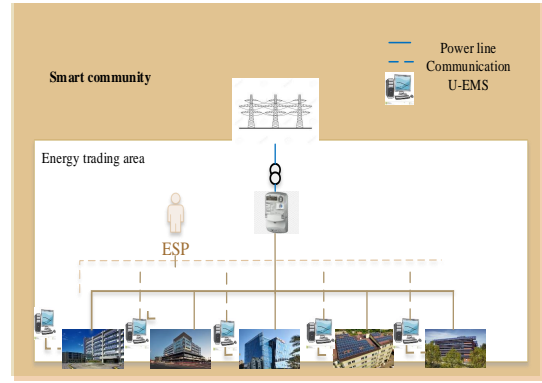 Power line
Communication
U-EMS
Smart community
Energy trading area
ESP